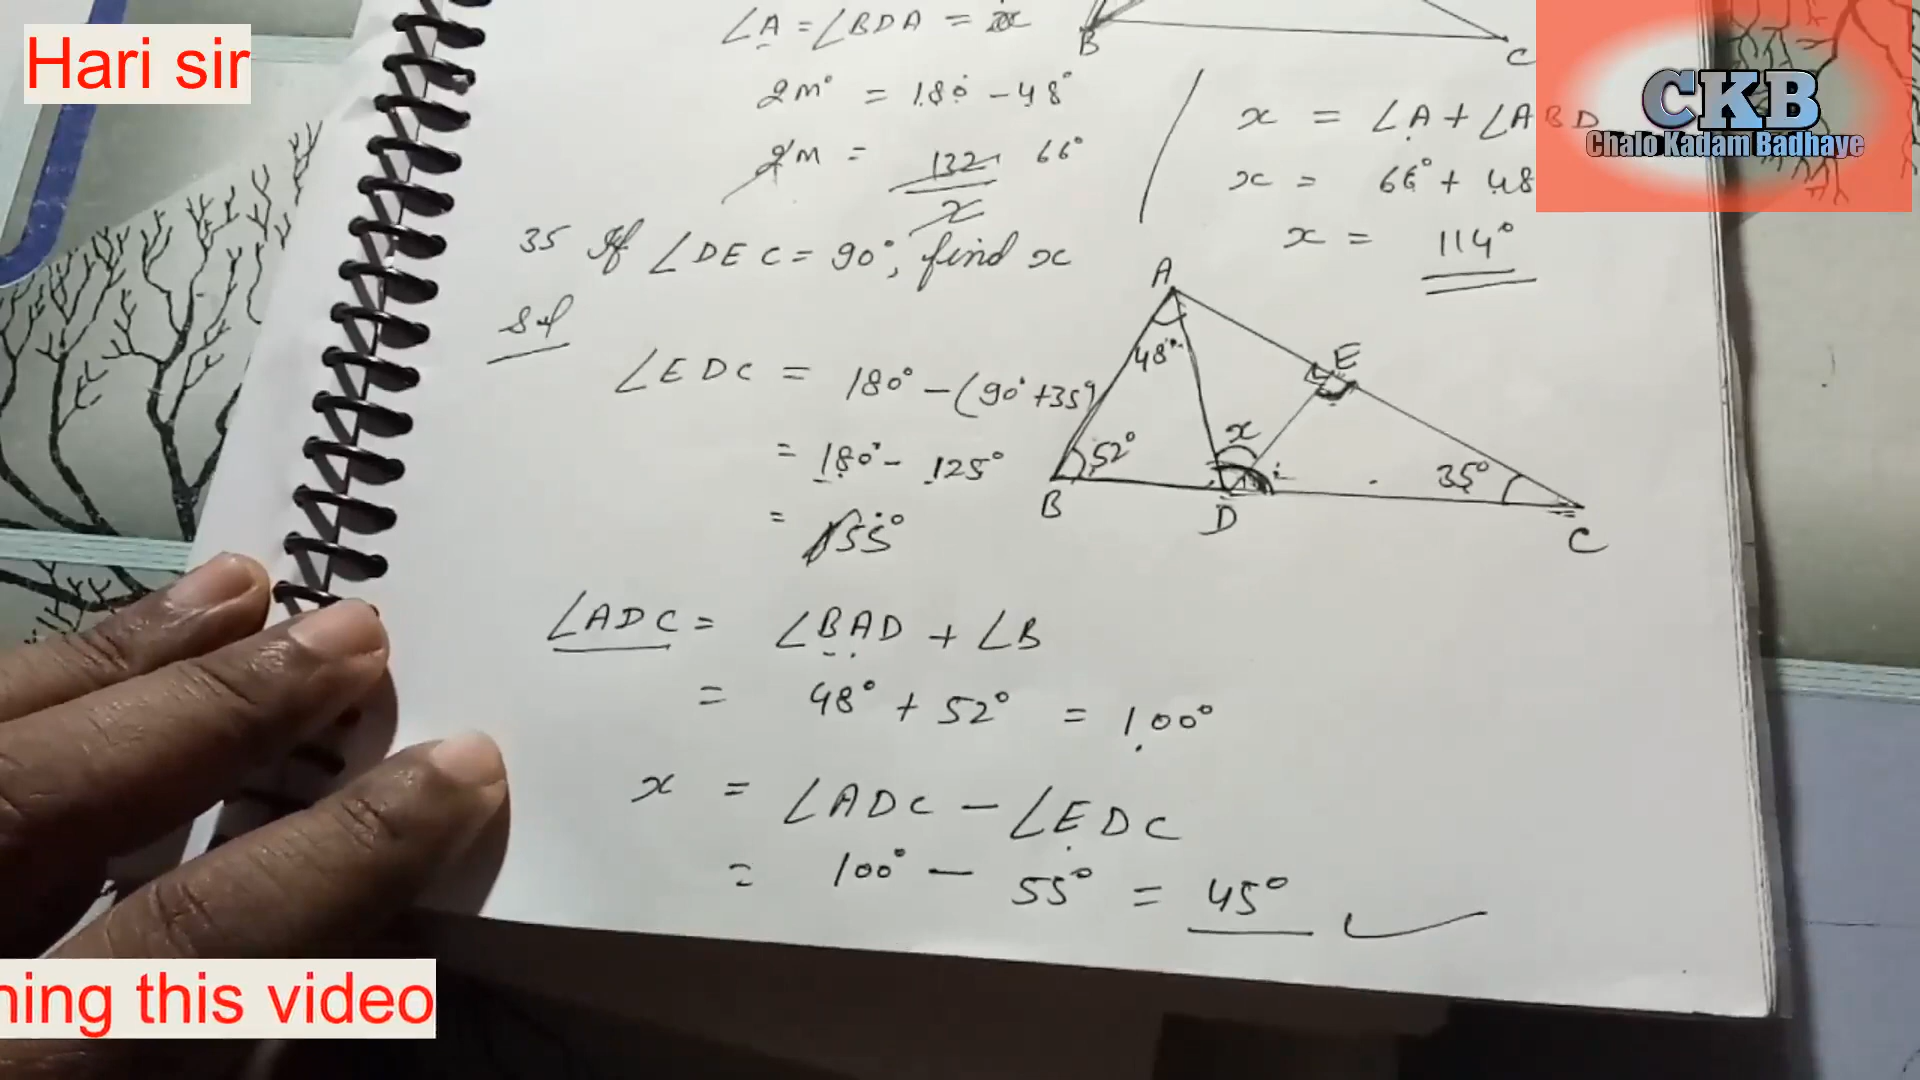 Hari sir
∠A = ∠BDA = x
2m° = 180° - 48°
2m = 132 66°
2
B
C
x = ∠A + ∠ABD
x = 66° + 48
x = 114°
CKB
Chalo Kadam Badhaye
35 If ∠DEC = 90°, find x
Sol
∠EDC = 180° - (90° + 35°)
= 180° - 125°
= 55°
A
48°
E
x
52°
35°
B
D
C
∠ADC = ∠BAD + ∠B
= 48° + 52° = 100°
x = ∠ADC - ∠EDC
= 100° - 55° = 45°
ning this video